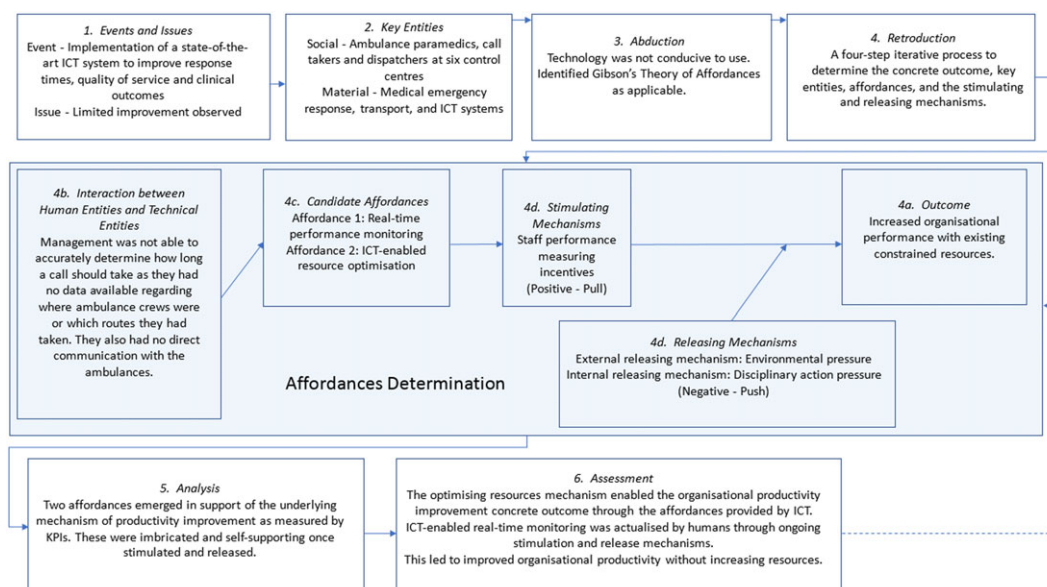 1. Events and Issues
Event - Implementation of a state-of-the-
art ICT system to improve response
times, quality of service and clinical
outcomes
Issue - Limited improvement observed
2. Key Entities
Social - Ambulance paramedics, call
takers and dispatchers at six control
centres
Material - Medical emergency
response, transport, and ICT systems
3. Abduction
Technology was not conducive to use.
Identified Gibson's Theory of Affordances
as applicable.
4. Retroduction
A four-step iterative process to
determine the concrete outcome, key
entities, affordances, and the stimulating
and releasing mechanisms.
4b. Interaction between
Human Entities and Technical
Entities
Management was not able to
accurately determine how long
a call should take as they had
no data available regarding
where ambulance crews were
or which routes they had
taken. They also had no direct
communication with the
ambulances.
4c. Candidate Affordances
Affordance 1: Real-time
performance monitoring
Affordance 2: ICT-enabled
resource optimisation
4d. Stimulating
Mechanisms
Staff performance
measuring
incentives
(Positive - Pull)
4a. Outcome
Increased organisational
performance with existing
constrained resources.
4d. Releasing Mechanisms
External releasing mechanism: Environmental pressure
Internal releasing mechanism: Disciplinary action pressure
(Negative - Push)
Affordances Determination
5. Analysis
Two affordances emerged in support of the underlying
mechanism of productivity improvement as measured by
KPIs. These were imbricated and self-supporting once
stimulated and released.
6. Assessment
The optimising resources mechanism enabled the organisational productivity
improvement concrete outcome through the affordances provided by ICT.
ICT-enabled real-time monitoring was actualised by humans through ongoing
stimulation and release mechanisms.
This led to improved organisational productivity without increasing resources.